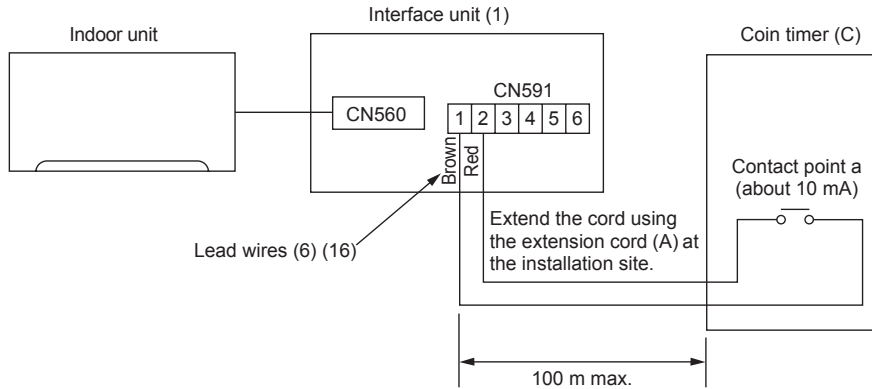 Interface unit (1)
Indoor unit
Coin timer (C)
CN591
CN560
1 2 3 4 5 6
Brown
Red
Contact point a
(about 10 mA)
Lead wires (6) (16)
Extend the cord using
the extension cord (A) at
the installation site.
100 m max.